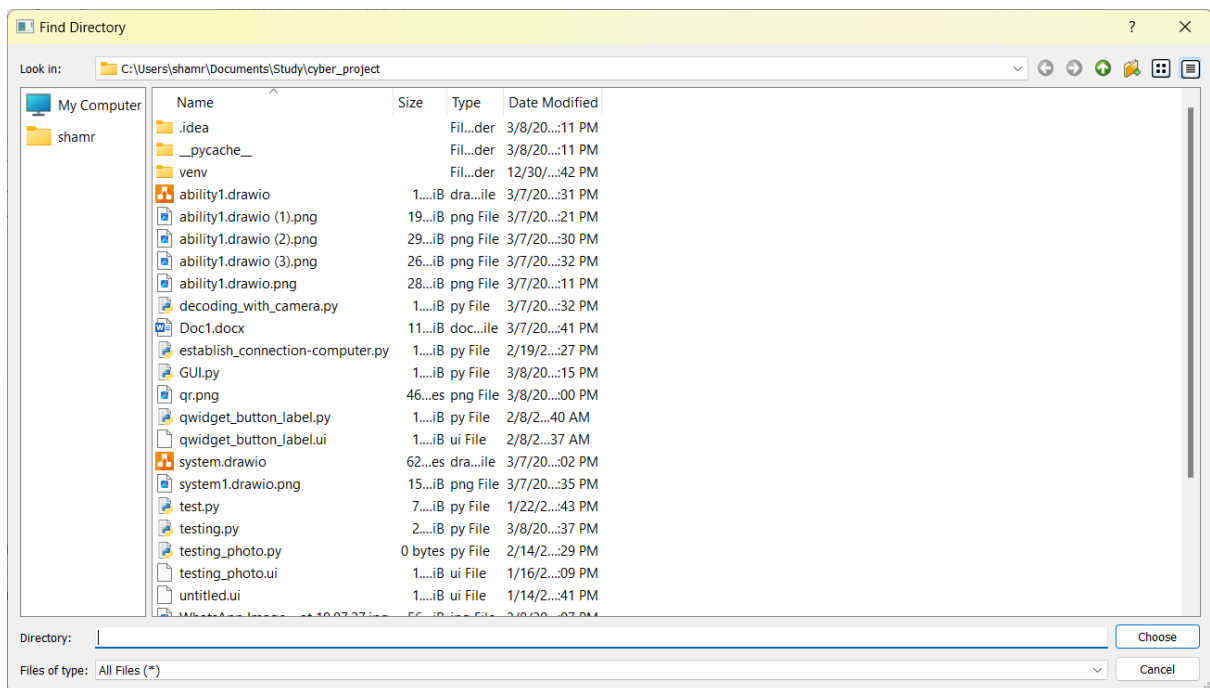 Find Directory ?
Look in: C:\Users\shamr\Documents\Study\cyber_project
My Computer
shamr
Name Size Type Date Modified
.idea Fil...der 3/8/20...:11 PM
__pycache__ Fil...der 3/8/20...:11 PM
venv Fil...der 12/30/...:42 PM
ability1.drawio 1....iB dra...ile 3/7/20...:31 PM
ability1.drawio (1).png 19...iB png File 3/7/20...:21 PM
ability1.drawio (2).png 29...iB png File 3/7/20...:30 PM
ability1.drawio (3).png 26...iB png File 3/7/20...:32 PM
ability1.drawio.png 28...iB png File 3/7/20...:11 PM
decoding_with_camera.py 1....iB py File 3/7/20...:32 PM
Doc1.docx 11...iB doc...ile 3/7/20...:41 PM
establish_connection-computer.py 1....iB py File 2/19/2...:27 PM
GUI.py 1....iB py File 3/8/20...:15 PM
qr.png 46...es png File 3/8/20...:00 PM
qwidget_button_label.py 1....iB py File 2/8/2...40 AM
qwidget_button_label.ui 1....iB ui File 2/8/2...37 AM
system.drawio 62...es dra...ile 3/7/20...:02 PM
system1.drawio.png 15...iB png File 3/7/20...:35 PM
test.py 7....iB py File 1/22/2...:43 PM
testing.py 2....iB py File 3/8/20...:37 PM
testing_photo.py 0 bytes py File 2/14/2...:29 PM
testing_photo.ui 1....iB ui File 1/16/2...:09 PM
untitled.ui 1....iB ui File 1/14/2...:41 PM
Directory: Choose
Files of type: All Files (*) Cancel